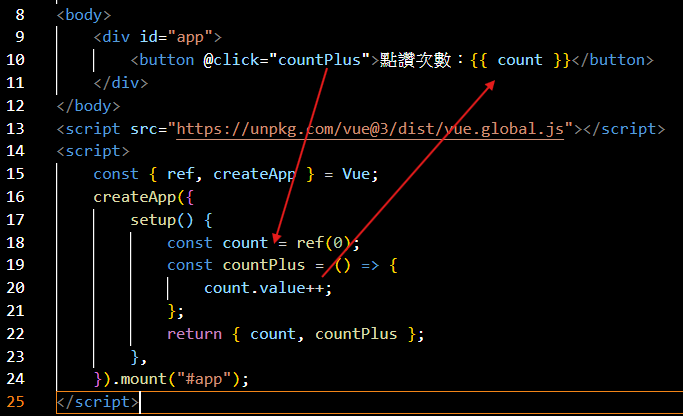 8 <body>
9 <div id="app">
10 <button @click="countPlus">點讚次數：{{ count }}</button>
11 </div>
12 </body>
13 <script src="https://unpkg.com/vue@3/dist/vue.global.js"></script>
14 <script>
15 const { ref, createApp } = Vue;
16 createApp({
17 setup() {
18 const count = ref(0);
19 const countPlus = () => {
20 count.value++;
21 };
22 return { count, countPlus };
23 },
24 }).mount("#app");
25 </script>